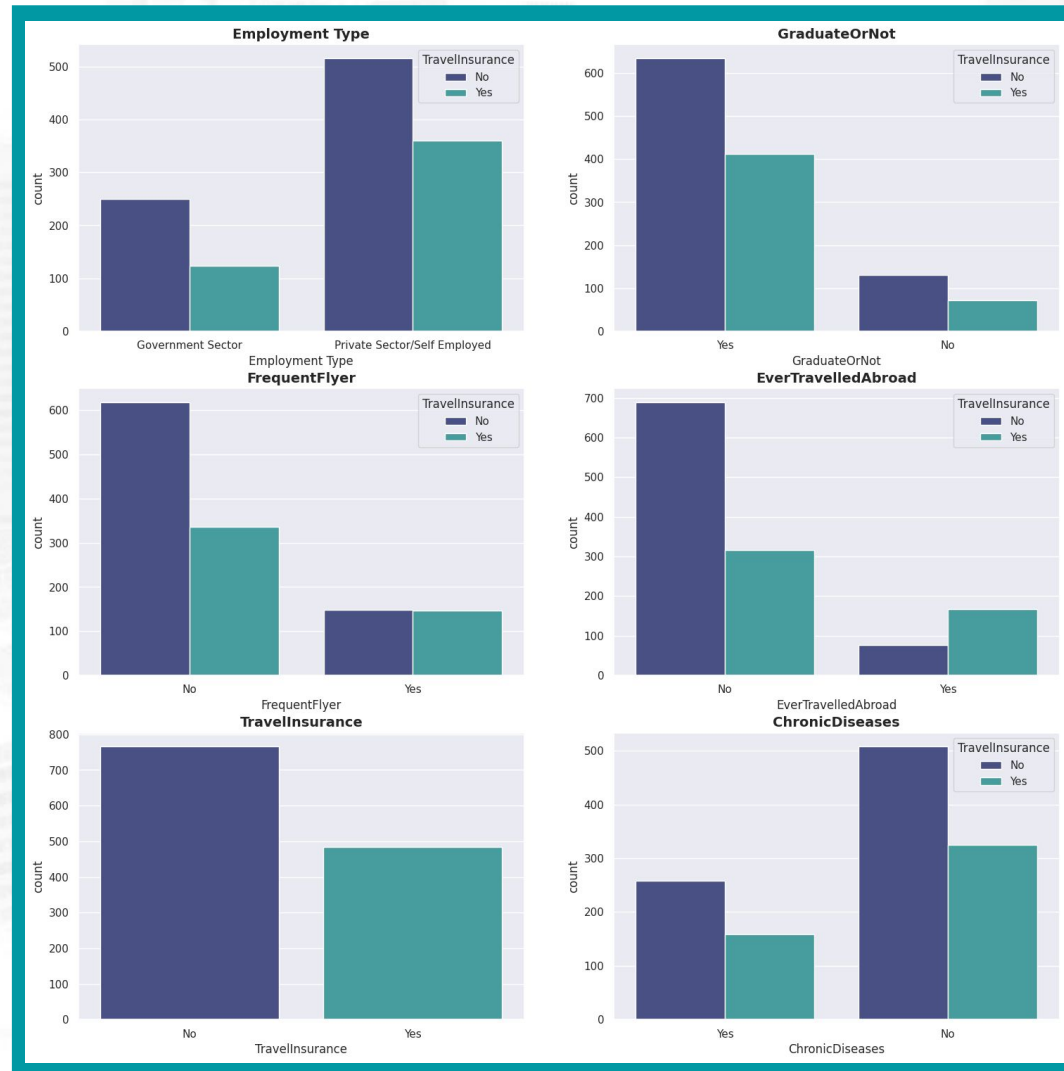 Employment Type
TravelInsurance
No
Yes
500
400
300
200
100
0
count
Government Sector
Private Sector/Self Employed
Employment Type
GraduateOrNot
TravelInsurance
No
Yes
600
500
400
300
200
100
0
count
Yes
No
GraduateOrNot
FrequentFlyer
TravelInsurance
No
Yes
600
500
400
300
200
100
0
count
No
Yes
FrequentFlyer
EverTravelledAbroad
TravelInsurance
No
Yes
700
600
500
400
300
200
100
0
count
No
Yes
EverTravelledAbroad
TravelInsurance
800
700
600
500
400
300
200
100
0
count
No
Yes
TravelInsurance
ChronicDiseases
TravelInsurance
No
Yes
500
400
300
200
100
0
count
Yes
No
ChronicDiseases